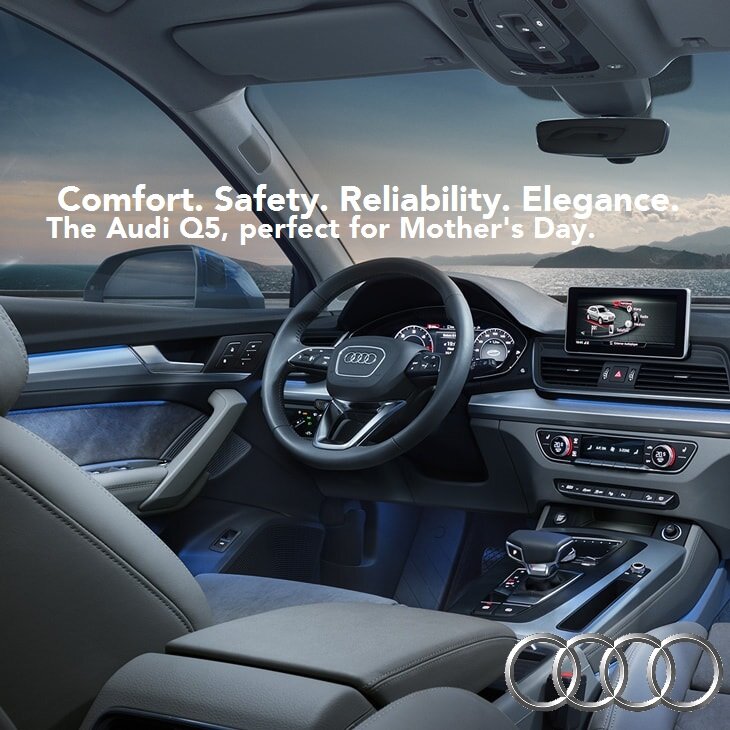 Comfort. Safety. Reliability. Elegance.
The Audi Q5, perfect for Mother's Day.